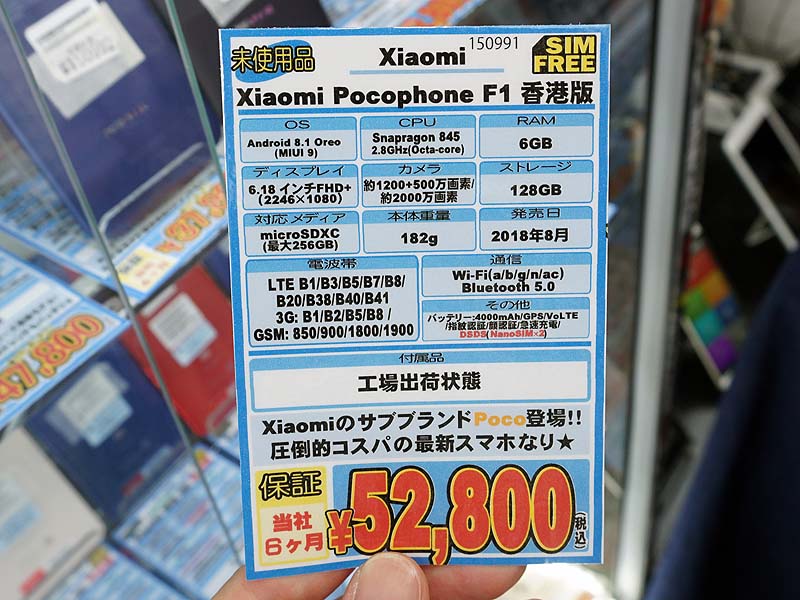 未使用品
Xiaomi
150991
SIM
FREE
Xiaomi Pocophone F1 香港版
OS
CPU
RAM
Android 8.1 Oreo
(MIUI 9)
Snapragon 845
2.8GHz(Octa-core)
6GB
ディスプレイ
カメラ
ストレージ
6.18 インチFHD+
(2246×1080)
約1200+500万画素/
約2000万画素
128GB
対応メディア
本体重量
発売日
microSDXC
(最大256GB)
182g
2018年8月
電波帯
LTE B1/B3/B5/B7/B8/
B20/B38/B40/B41
3G: B1/B2/B5/B8 /
GSM: 850/900/1800/1900
通信
Wi-Fi(a/b/g/n/ac)
Bluetooth 5.0
その他
バッテリー:4000mAh/GPS/VoLTE
/指紋認証/顔認証/急速充電/
DSDS(NanoSIM×2)
付属品
工場出荷状態
XiaomiのサブブランドPoco登場!!
圧倒的コスパの最新スマホなり★
保証
当社
6ヶ月
¥52,800
(税込)